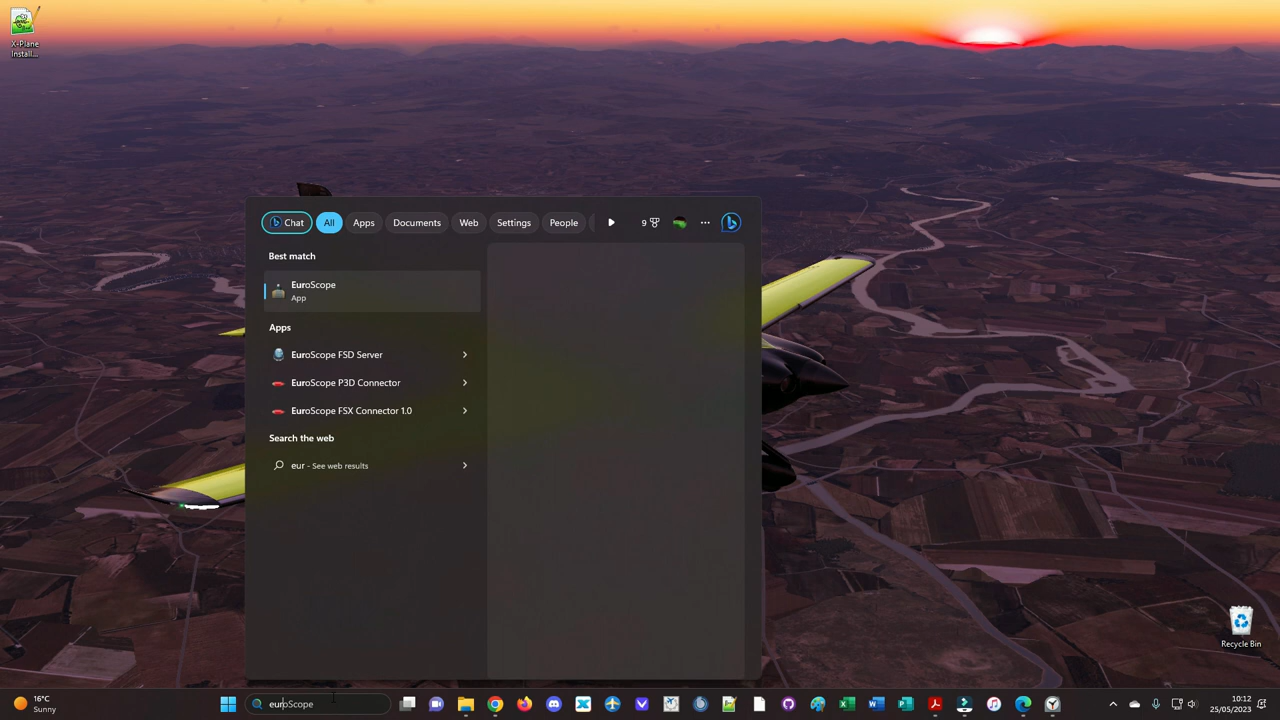 X-Plane
Install...
Chat
All
Apps
Documents
Web
Settings
People
9
Best match
EuroScope
App
Apps
EuroScope FSD Server
EuroScope P3D Connector
EuroScope FSX Connector 1.0
Search the web
eur - See web results
Recycle Bin
16°C
Sunny
euroScope
10:12
25/05/2023